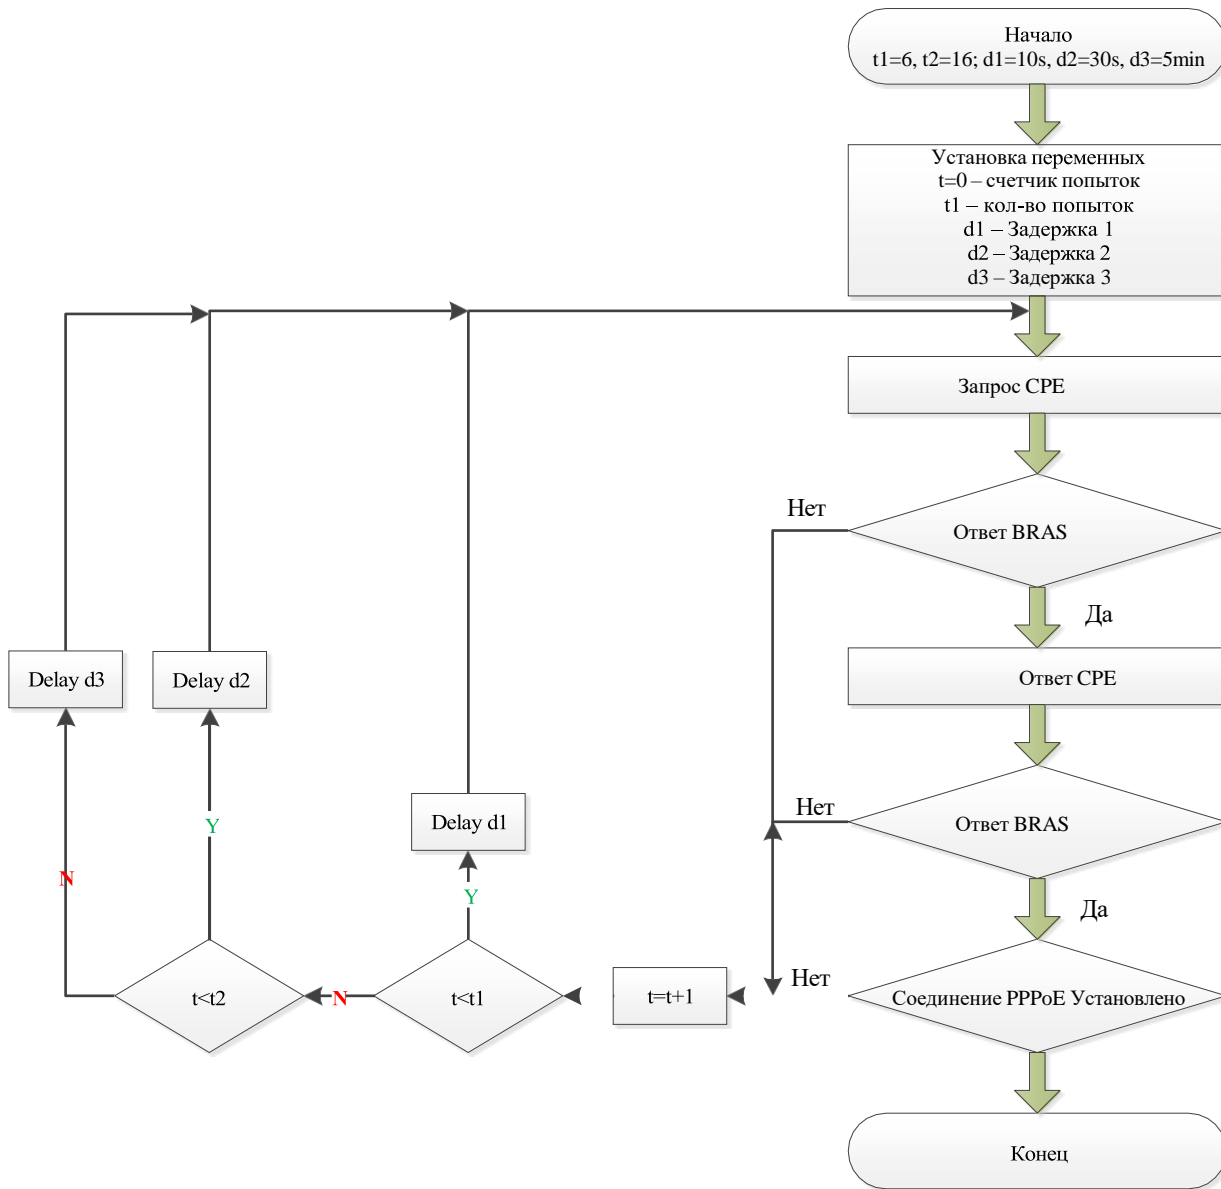 Начало
t1=6, t2=16; d1=10s, d2=30s, d3=5min
Установка переменных
t=0 – счетчик попыток
t1 – кол-во попыток
d1 – Задержка 1
d2 – Задержка 2
d3 – Задержка 3
Запрос CPE
Нет
Ответ BRAS
Да
Delay d3
Delay d2
Ответ CPE
Delay d1
Нет
Ответ BRAS
Y
N
Y
Да
t<t2
N
t<t1
t=t+1
Нет
Соединение PPPoE Установлено
Конец